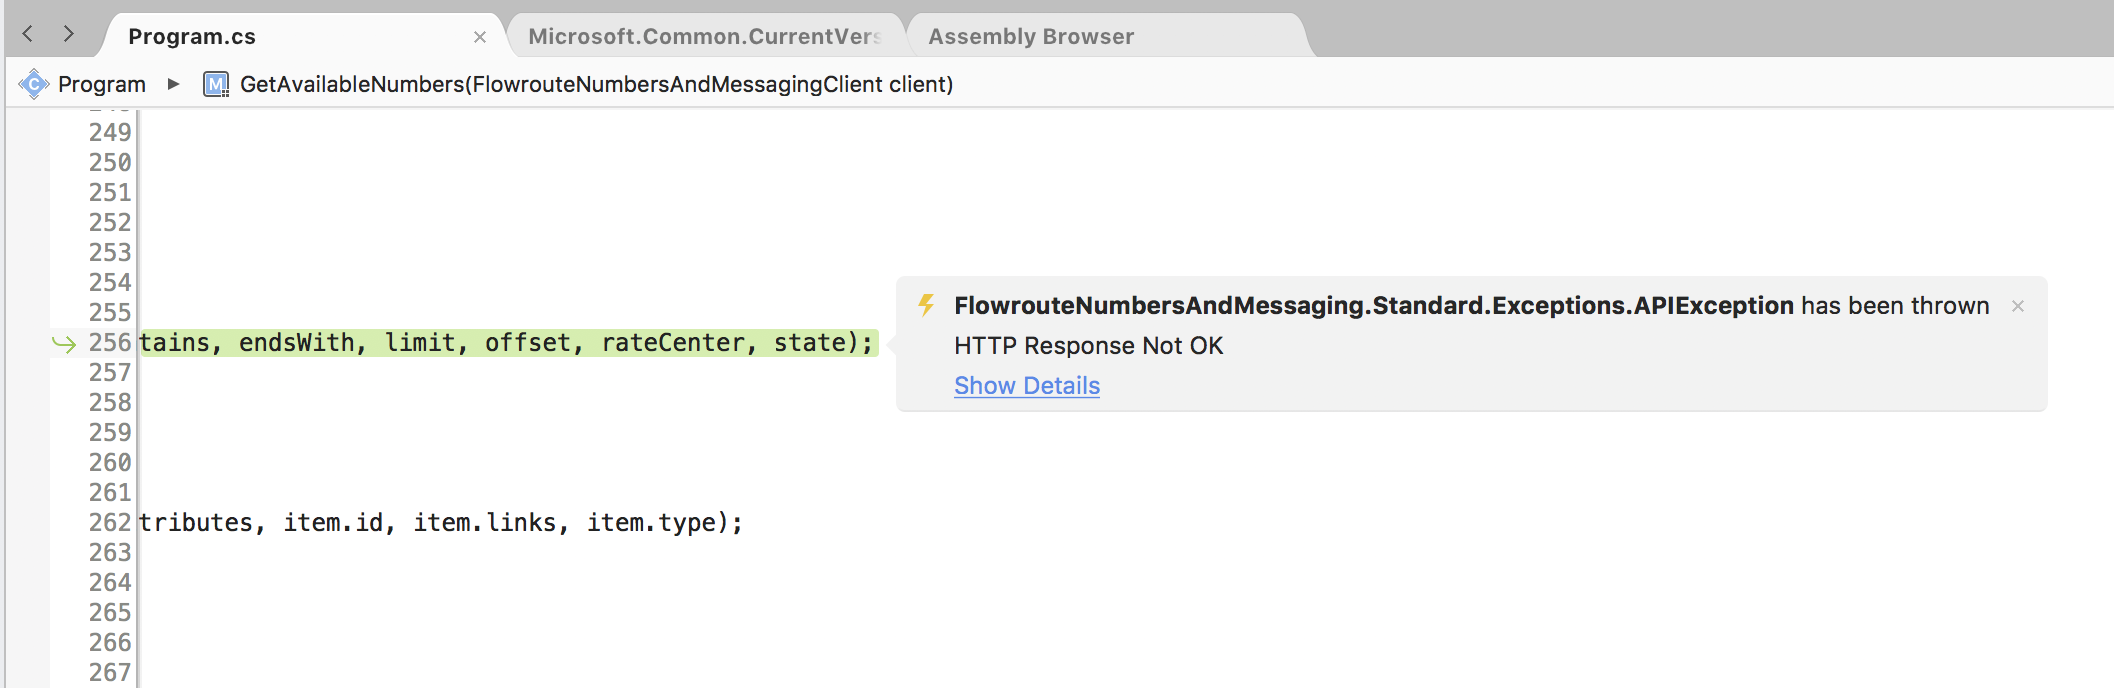 Program.cs
Microsoft.Common.CurrentVers
Assembly Browser
C Program M GetAvailableNumbers(FlowrouteNumbersAndMessagingClient client)
249
250
251
252
253
254
255
256 tains, endsWith, limit, offset, rateCenter, state);
FlowrouteNumbersAndMessaging.Standard.Exceptions.APIException has been thrown
HTTP Response Not OK
Show Details
257
258
259
260
261
262 tributes, item.id, item.links, item.type);
263
264
265
266
267